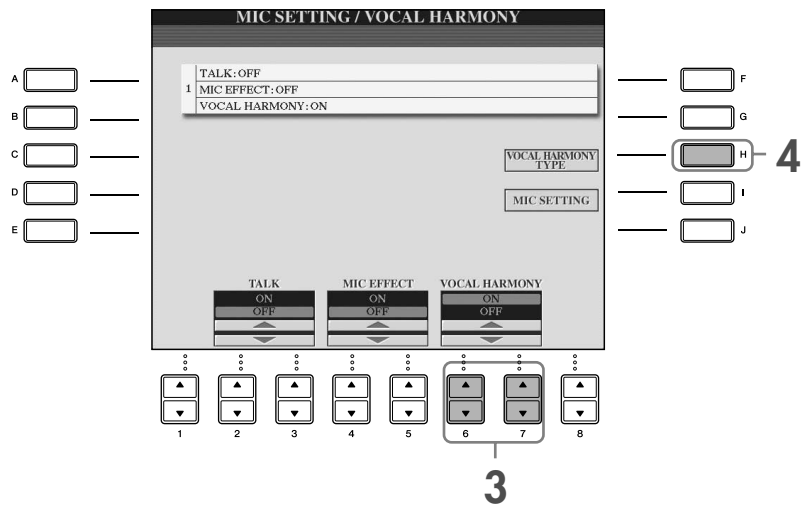 MIC SETTING / VOCAL HARMONY
TALK:OFF
1 MIC EFFECT:OFF
VOCAL HARMONY:ON
A
B
C
D
E
F
G
H
I
J
4
VOCAL HARMONY
TYPE
MIC SETTING
TALK MIC EFFECT VOCAL HARMONY
ON ON ON
OFF OFF OFF
1 2 3 4 5 6 7 8
3